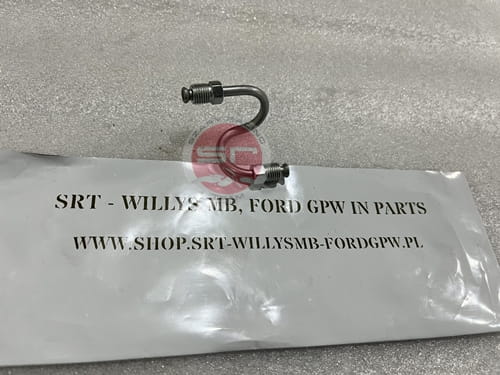 SRT - WILLYS MB, FORD GPW IN PARTS
WWW.SHOP.SRT-WILLYSMB-FORDGPW.PL